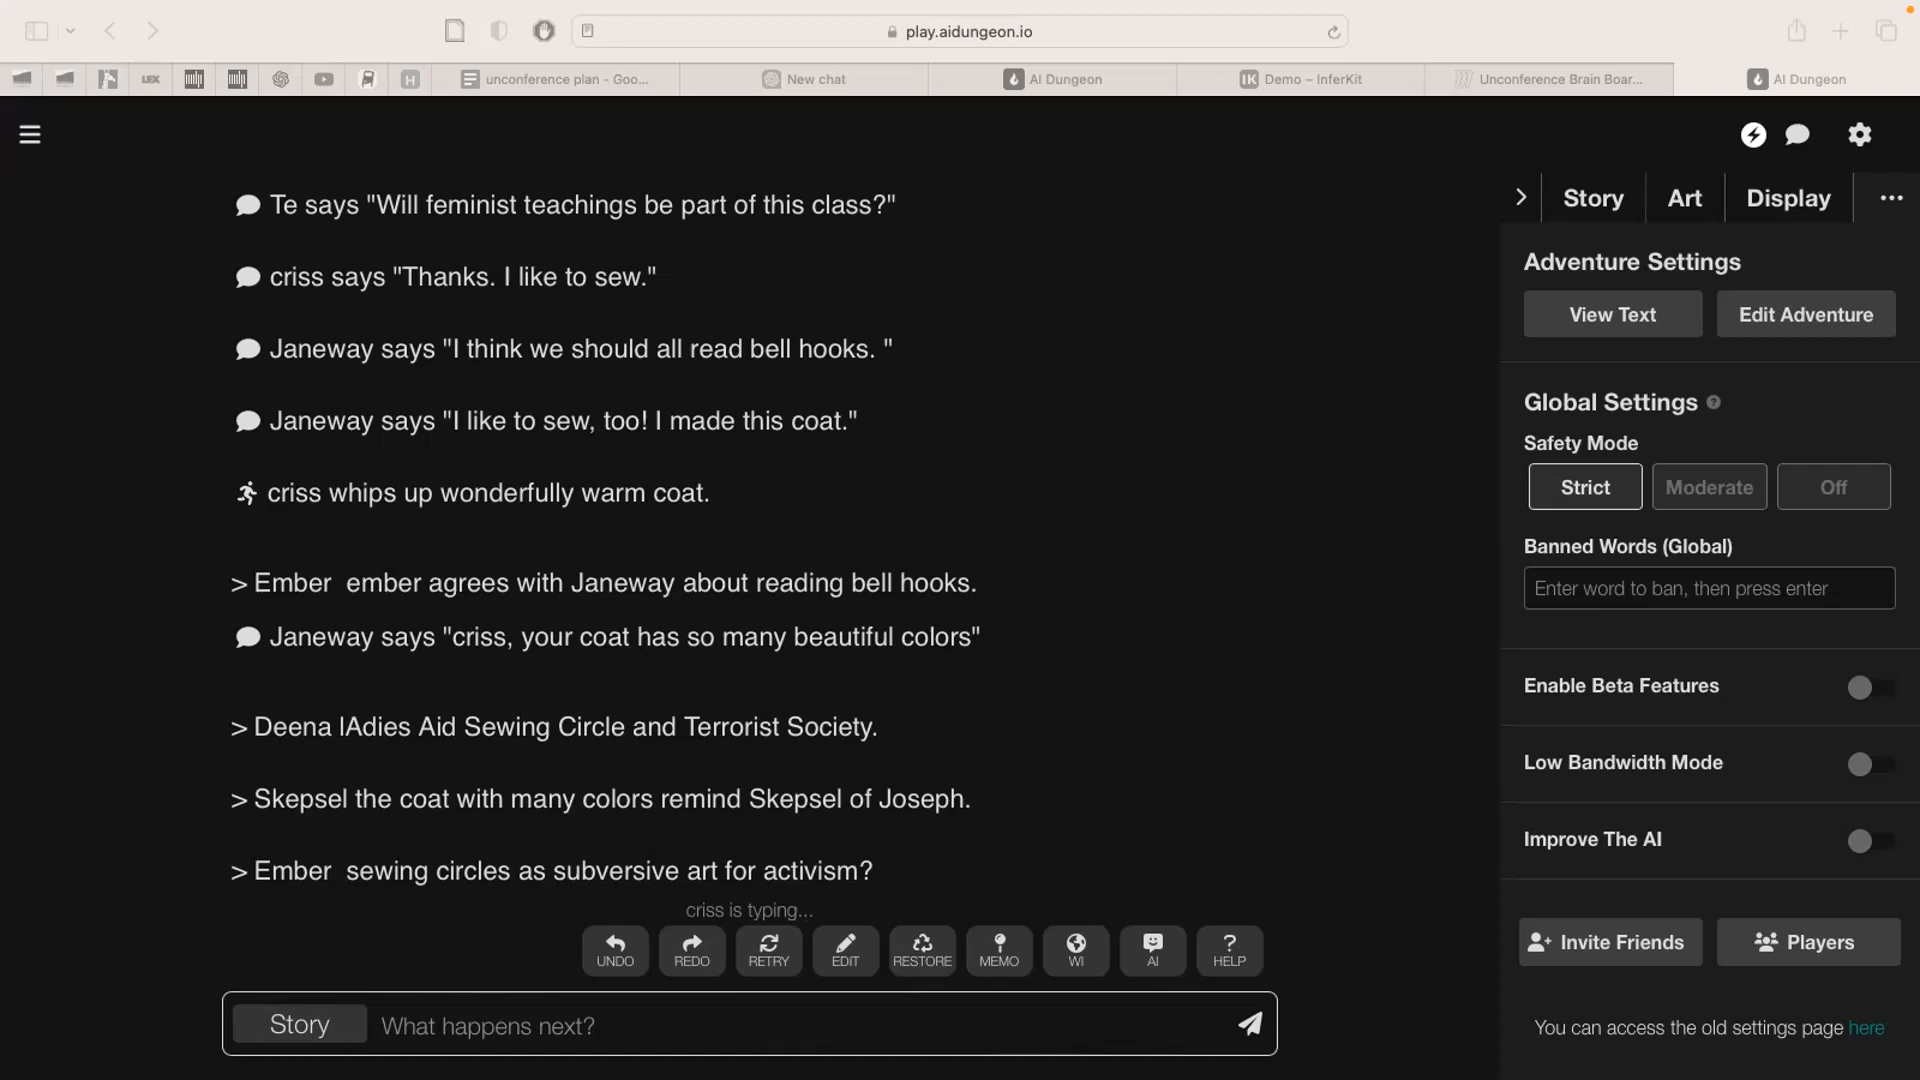 play.aidungeon.io
LEX
H
unconference plan - Goo...
New chat
AI Dungeon
IK
Demo – InferKit
Unconference Brain Boar...
AI Dungeon
Te says "Will feminist teachings be part of this class?"
criss says "Thanks. I like to sew."
Janeway says "I think we should all read bell hooks. "
Janeway says "I like to sew, too! I made this coat."
criss whips up wonderfully warm coat.
> Ember  ember agrees with Janeway about reading bell hooks.
Janeway says "criss, your coat has so many beautiful colors"
> Deena lAdies Aid Sewing Circle and Terrorist Society.
> Skepsel the coat with many colors remind Skepsel of Joseph.
> Ember  sewing circles as subversive art for activism?
criss is typing...
UNDO
REDO
RETRY
EDIT
RESTORE
MEMO
WI
AI
?
HELP
Story
What happens next?
Story
Art
Display
...
Adventure Settings
View Text
Edit Adventure
Global Settings ?
Safety Mode
Strict
Moderate
Off
Banned Words (Global)
Enter word to ban, then press enter
Enable Beta Features
Low Bandwidth Mode
Improve The AI
Invite Friends
Players
You can access the old settings page here